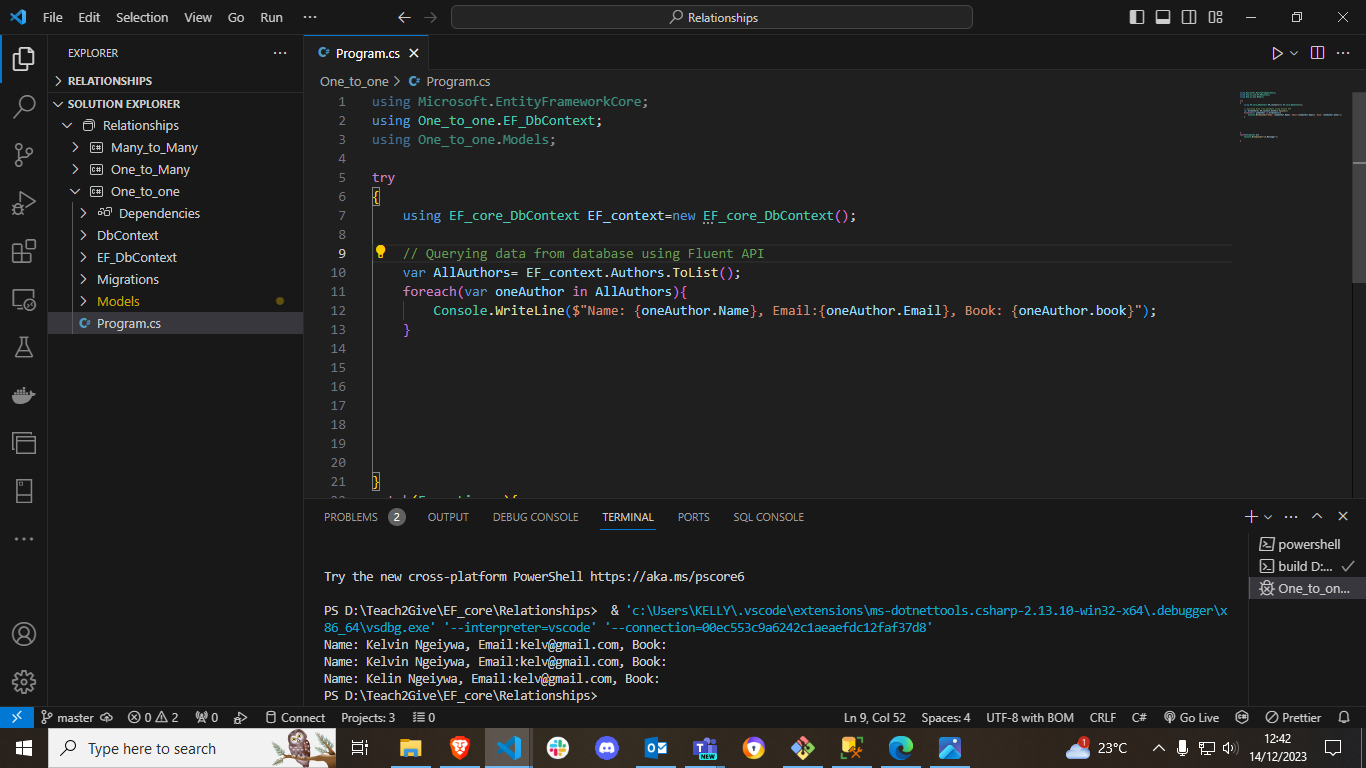 File Edit Selection View Go Run ··· Relationships
EXPLORER ···
RELATIONSHIPS
SOLUTION EXPLORER
Relationships
Many_to_Many
One_to_Many
One_to_one
Dependencies
DbContext
EF_DbContext
Migrations
Models
Program.cs
Program.cs
One_to_one > Program.cs
1 using Microsoft.EntityFrameworkCore;
2 using One_to_one.EF_DbContext;
3 using One_to_one.Models;
4
5 try
6 {
7 using EF_core_DbContext EF_context=new EF_core_DbContext();
8
9 // Querying data from database using Fluent API
10 var AllAuthors= EF_context.Authors.ToList();
11 foreach(var oneAuthor in AllAuthors){
12 Console.WriteLine($"Name: {oneAuthor.Name}, Email:{oneAuthor.Email}, Book: {oneAuthor.book}");
13 }
14
15
16
17
18
19
20
21 }
PROBLEMS 2 OUTPUT DEBUG CONSOLE TERMINAL PORTS SQL CONSOLE
powershell
build D:...
One_to_on...
Try the new cross-platform PowerShell https://aka.ms/pscore6
PS D:\Teach2Give\EF_core\Relationships>  & 'c:\Users\KELLY\.vscode\extensions\ms-dotnettools.csharp-2.13.10-win32-x64\.debugger\x
86_64\vsdbg.exe' '--interpreter=vscode' '--connection=00ec553c9a6242c1aeaefdc12faf37d8'
Name: Kelvin Ngeiywa, Email:kelv@gmail.com, Book:
Name: Kelvin Ngeiywa, Email:kelv@gmail.com, Book:
Name: Kelin Ngeiywa, Email:kelv@gmail.com, Book:
PS D:\Teach2Give\EF_core\Relationships>
master 0 2 0 Connect Projects: 3 0 Ln 9, Col 52 Spaces: 4 UTF-8 with BOM CRLF C# Go Live Prettier
Type here to search NEW 1 23°C 12:42
14/12/2023